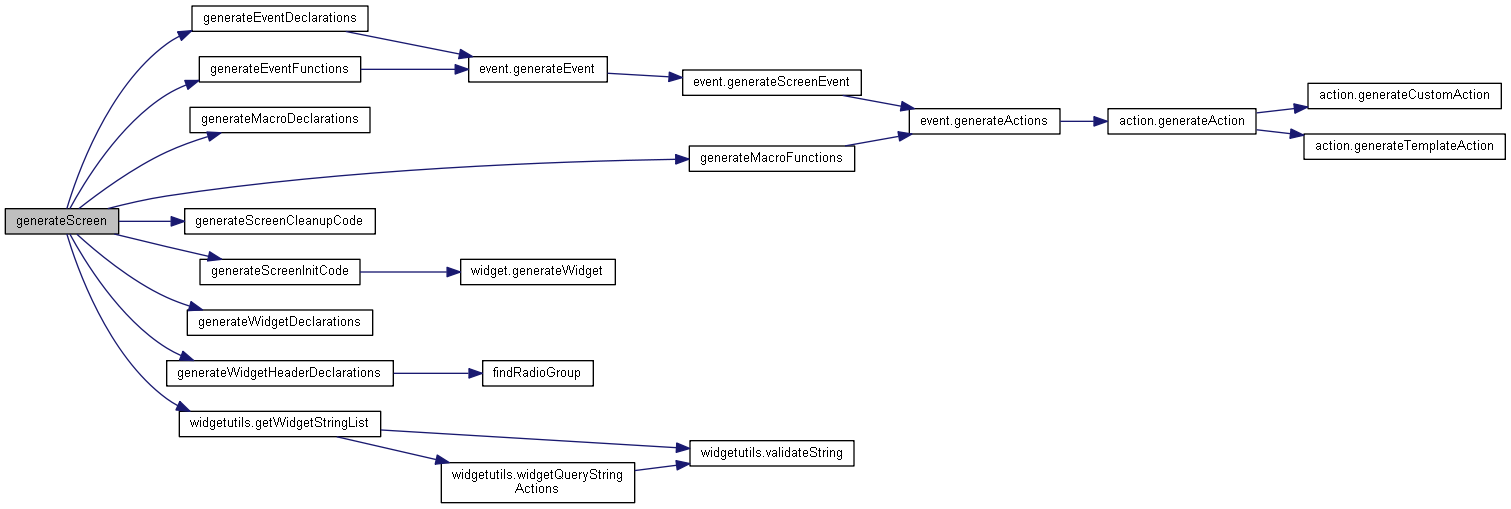 generateEventDeclarations
generateEventFunctions
event.generateEvent
event.generateScreenEvent
action.generateCustomAction
generateMacroDeclarations
event.generateActions
action.generateAction
action.generateTemplateAction
generateMacroFunctions
generateScreen
generateScreenCleanupCode
generateScreenInitCode
widget.generateWidget
generateWidgetDeclarations
generateWidgetHeaderDeclarations
findRadioGroup
widgetutils.getWidgetStringList
widgetutils.validateString
widgetutils.widgetQueryString
Actions